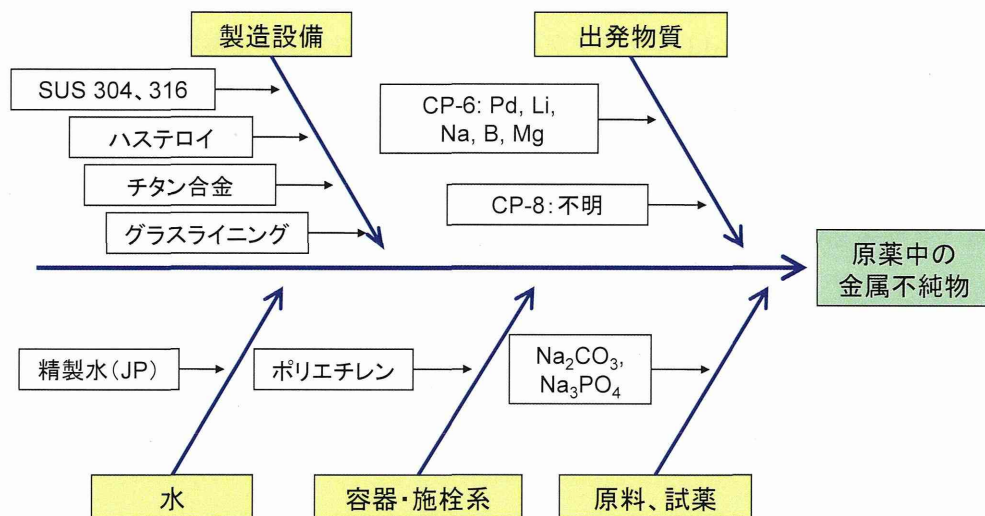 製造設備
出発物質
SUS 304、316
ハステロイ
チタン合金
グラスライニング
CP-6: Pd, Li,
Na, B, Mg
CP-8：不明
原薬中の
金属不純物
精製水（JP）
ポリエチレン
Na₂CO₃,
Na₃PO₄
水
容器・施栓系
原料、試薬